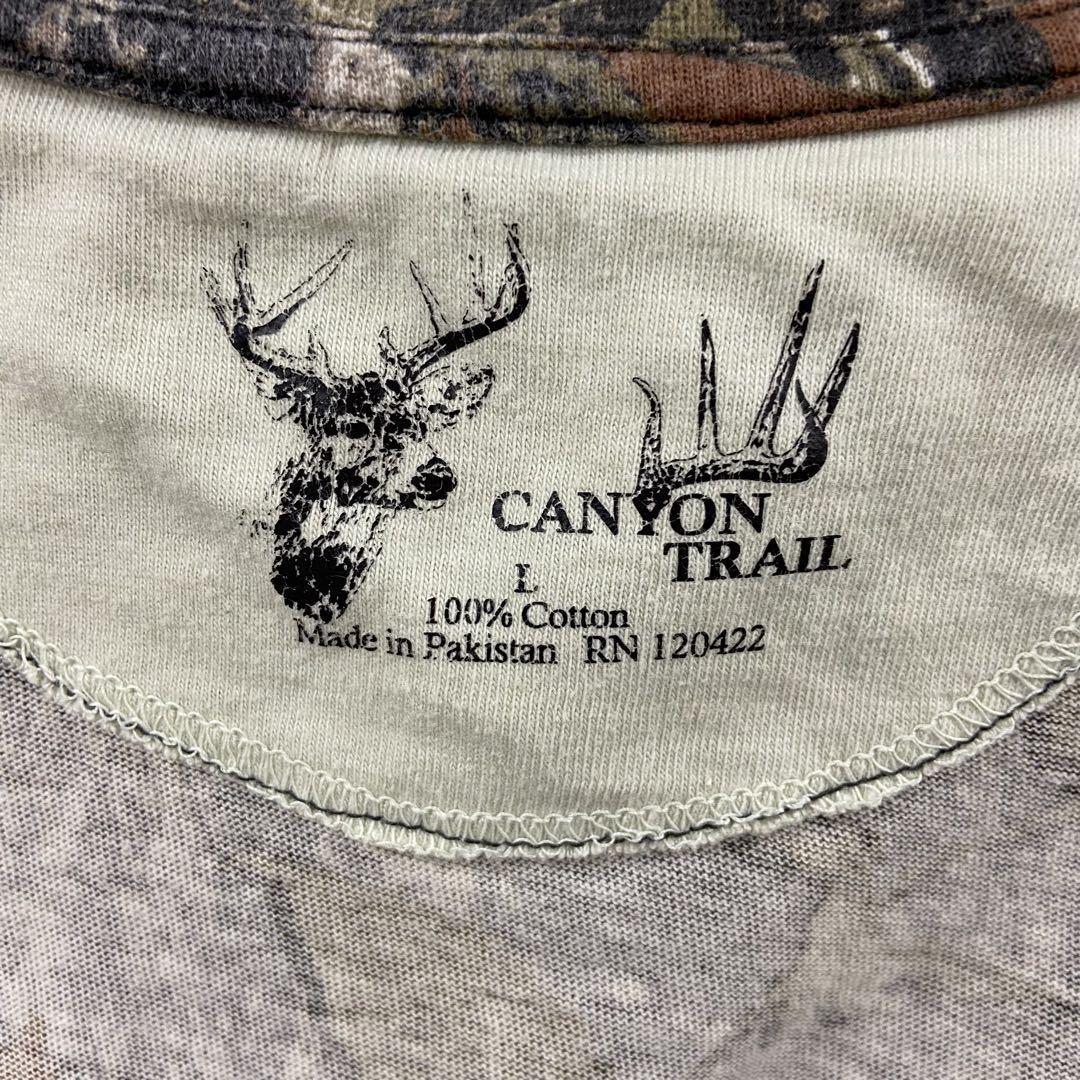 CANYON
TRAIL
L
100% Cotton
Made in Pakistan RN 120422